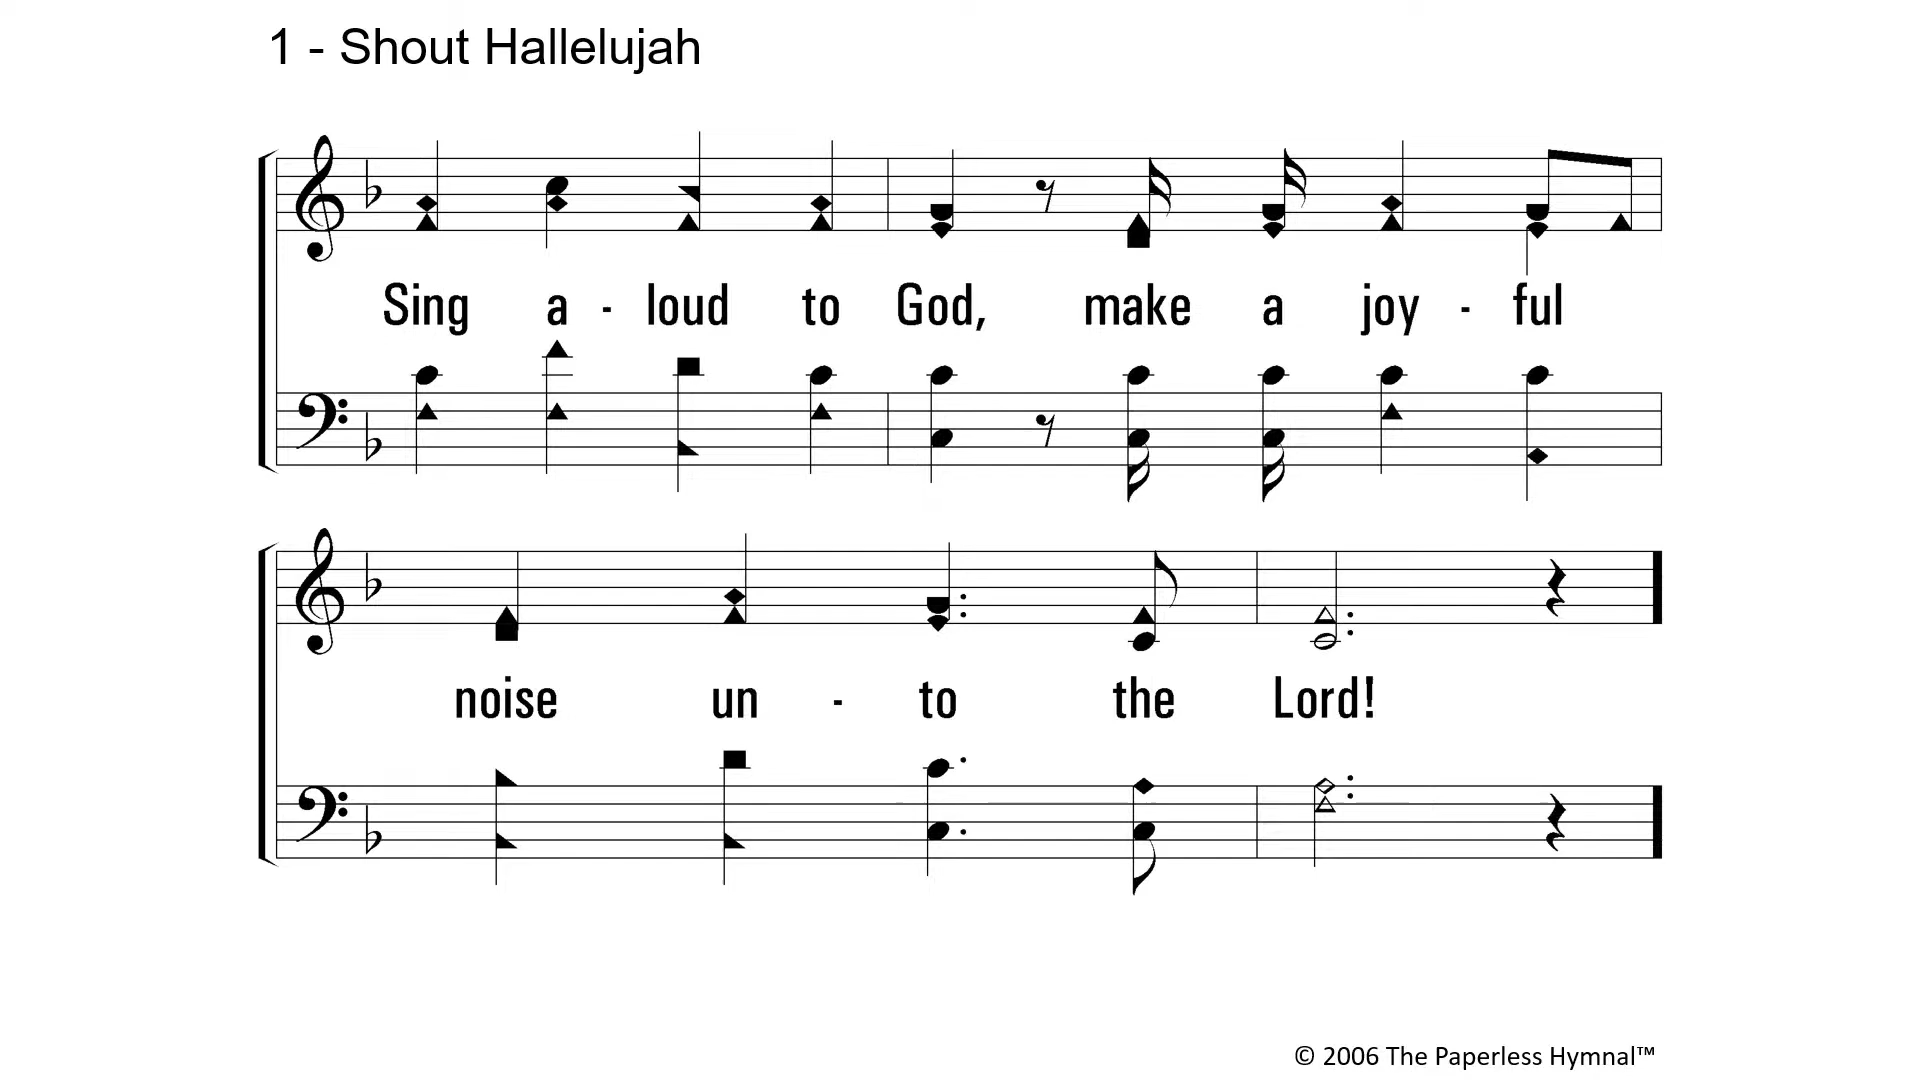 1 - Shout Hallelujah
Sing a - loud to God, make a joy - ful
noise un - to the Lord!
© 2006 The Paperless Hymnal™